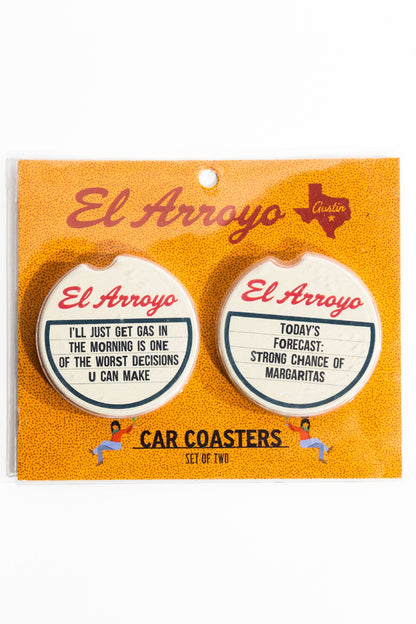 El Arroyo
Austin
El Arroyo
I'LL JUST GET GAS IN
THE MORNING IS ONE
OF THE WORST DECISIONS
U CAN MAKE
El Arroyo
TODAY'S
FORECAST:
STRONG CHANCE OF
MARGARITAS
CAR COASTERS
SET OF TWO